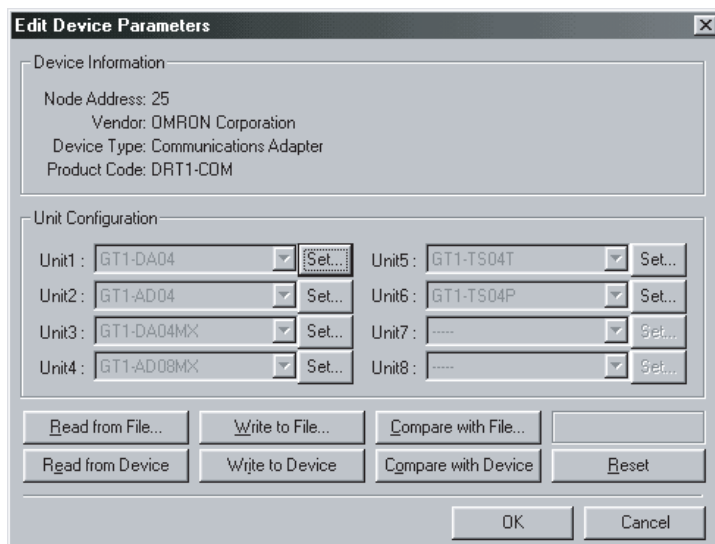 Edit Device Parameters
Device Information
Node Address: 25
Vendor: OMRON Corporation
Device Type: Communications Adapter
Product Code: DRT1-COM
Unit Configuration
Unit1 : GT1-DA04 Set... Unit5 : GT1-TS04T Set...
Unit2 : GT1-AD04 Set... Unit6 : GT1-TS04P Set...
Unit3 : GT1-DA04MX Set... Unit7 : ----- Set...
Unit4 : GT1-AD08MX Set... Unit8 : ----- Set...
Read from File... Write to File... Compare with File...
Read from Device Write to Device Compare with Device Reset
OK Cancel